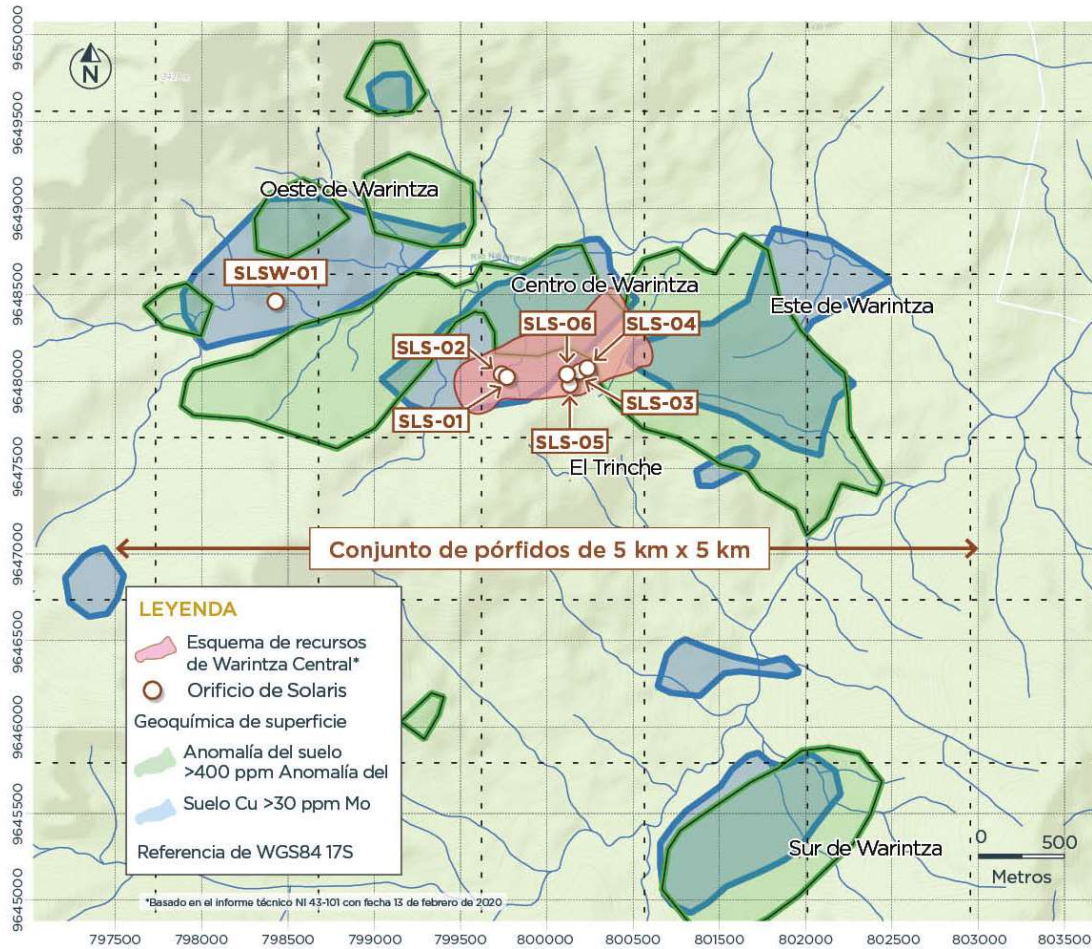 9650000
9649500
9649000
9648500
9648000
9647500
9647000
9646500
9646000
9645500
9645000
N
Oeste de Warintza
SLSW-01
Centro de Warintza
Este de Warintza
SLS-06
SLS-04
SLS-02
SLS-01
SLS-03
SLS-05
El Trinche
Conjunto de pórfidos de 5 km x 5 km
LEYENDA
Esquema de recursos
de Warintza Central*
Orificio de Solaris
Geoquímica de superficie
Anomalía del suelo
>400 ppm Anomalía del
Suelo Cu >30 ppm Mo
Referencia de WGS84 17S
Sur de Warintza
0 500
Metros
*Basado en el informe técnico NI 43-101 con fecha 13 de febrero de 2020
797500 798000 798500 799000 799500 800000 800500 801500 802000 802500 803000